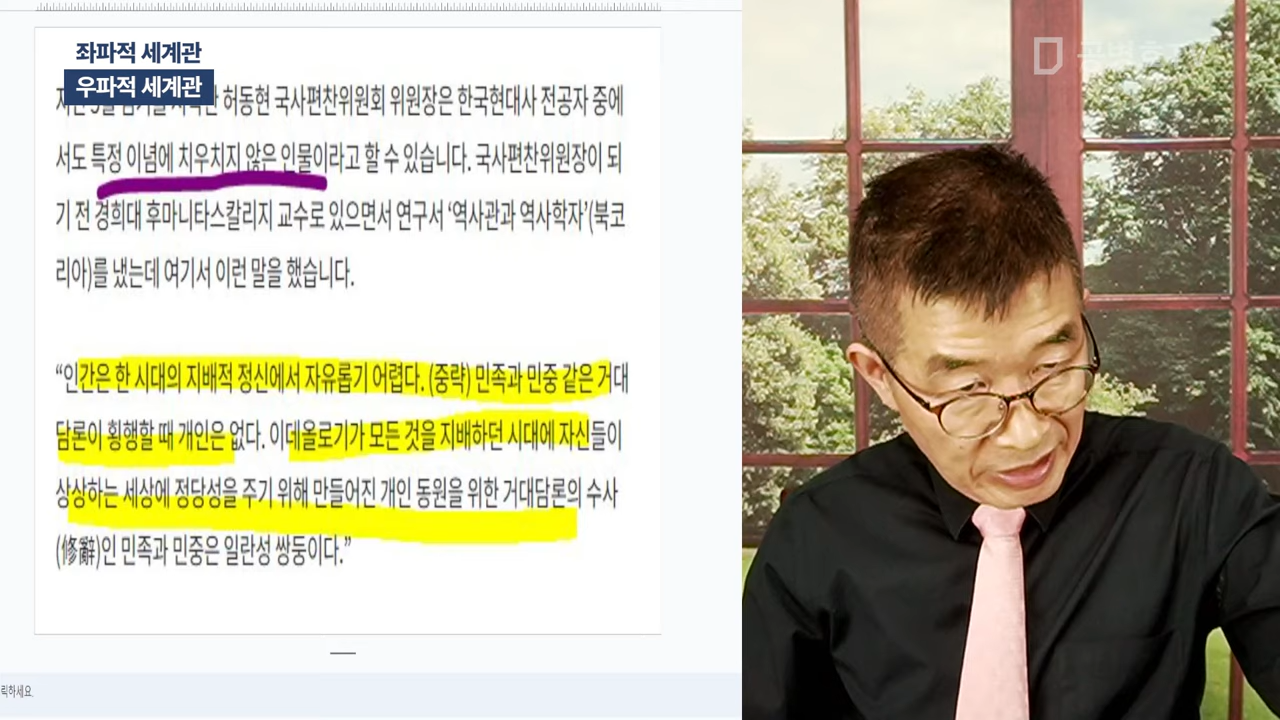 좌파적 세계관
우파적 세계관
허동현 국사편찬위원회 위원장은 한국현대사 전공자 중에
서도 특정 이념에 치우치지 않은 인물이라고 할 수 있습니다. 국사편찬위원장이 되
기 전 경희대 후마니타스칼리지 교수로 있으면서 연구서 ‘역사관과 역사학자’(북코
리아)를 냈는데 여기서 이런 말을 했습니다.
“인간은 한 시대의 지배적 정신에서 자유롭기 어렵다. (중략) 민족과 민중 같은 거대
담론이 횡행할 때 개인은 없다. 이데올로기가 모든 것을 지배하던 시대에 자신들이
상상하는 세상에 정당성을 주기 위해 만들어진 개인 동원을 위한 거대담론의 수사
(修辭)인 민족과 민중은 일란성 쌍둥이다.”
릭하세요.